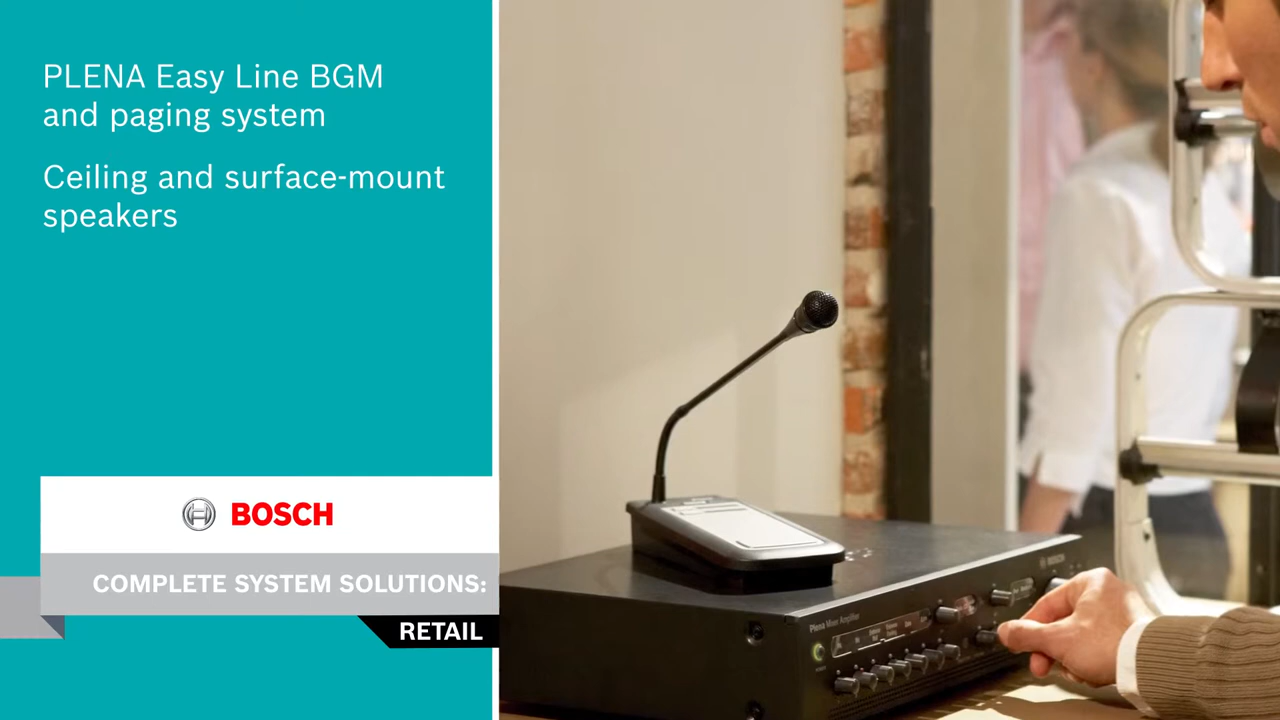 PLENA Easy Line BGM
and paging system
Ceiling and surface-mount
speakers
BOSCH
COMPLETE SYSTEM SOLUTIONS:
RETAIL
BOSCH
Plena Mixer Amplifier